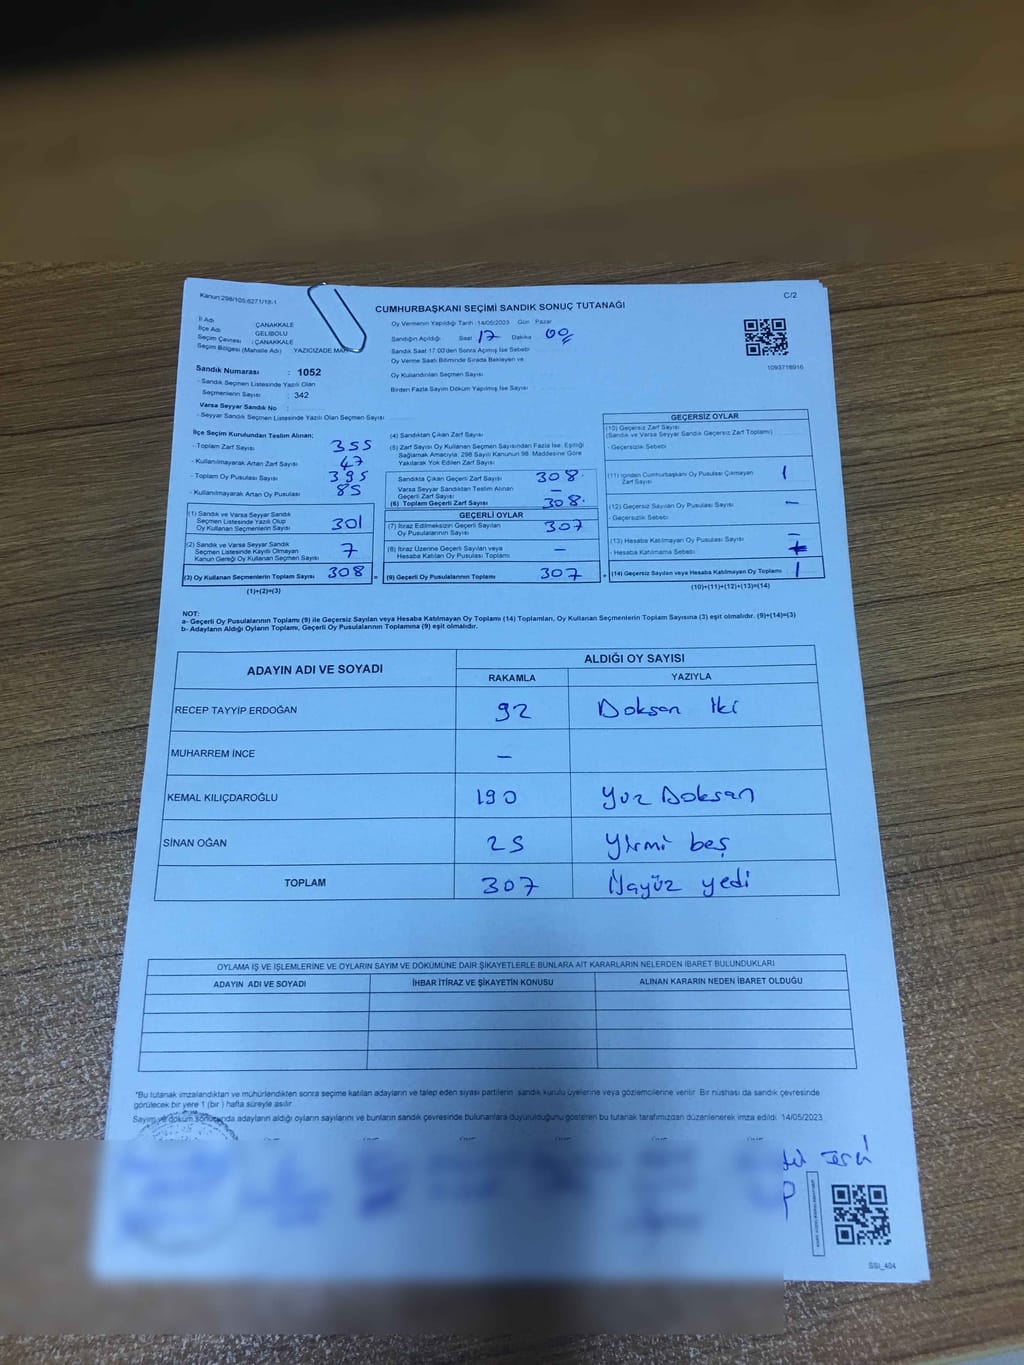 Kanun:298/105;6271/18-1
C/2
CUMHURBAŞKANI SEÇİMİ SANDIK SONUÇ TUTANAĞI
İl Adı : ÇANAKKALE
İlçe Adı : GELİBOLU
Seçim Çevresi : ÇANAKKALE
Seçim Bölgesi (Mahalle Adı) : YAZICIZADE MAH
Sandık Numarası : 1052
- Sandık Seçmen Listesinde Yazılı Olan
Seçmenlerin Sayısı : 342
Varsa Seyyar Sandık No :
- Seyyar Sandık Seçmen Listesinde Yazılı Olan Seçmen Sayısı
Oy Vermenin Yapıldığı Tarih : 14/05/2023 Gün : Pazar
Sandığın Açıldığı Saat 17 Dakika 00
Sandık Saat 17:00'den Sonra Açmış İse Sebebi
Oy Verme Saati Bitiminde Sırada Bekleyen ve
Oy Kullandırılan Seçmen Sayısı
Birden Fazla Sayım Döküm Yapılmış İse Sayısı
1093718916
İlçe Seçim Kurulundan Teslim Alınan:
- Toplam Zarf Sayısı 355
- Kullanılmayarak Artan Zarf Sayısı 47
- Toplam Oy Pusulası Sayısı 395
- Kullanılmayarak Artan Oy Pusulası 85
(1) Sandık ve Varsa Seyyar Sandık
Seçmen Listesinde Yazılı Olup
Oy Kullanan Seçmenlerin Sayısı 301
(2) Sandık ve Varsa Seyyar Sandık
Seçmen Listesinde Kayıtlı Olmayan
Kanun Gereği Oy Kullanan Seçmen Sayısı 7
(3) Oy Kullanan Seçmenlerin Toplam Sayısı 308 =
(1)+(2)=(3)
(4) Sandıktan Çıkan Zarf Sayısı
(5) Zarf Sayısı Oy Kullanan Seçmen Sayısından Fazla İse, Eşitliği
Sağlamak Amacıyla; 298 Sayılı Kanunun 98. Maddesine Göre
Yakılarak Yok Edilen Zarf Sayısı
Sandıkta Çıkan Geçerli Zarf Sayısı 308
Varsa Seyyar Sandıktan Teslim Alınan
Geçerli Zarf Sayısı –
(6) Toplam Geçerli Zarf Sayısı 308
GEÇERLİ OYLAR
(7) İtiraz Edilmeksizin Geçerli Sayılan
Oy Pusulasının Sayısı 307
(8) İtiraz Üzerine Geçerli Sayılan veya
Hesaba Katılan Oy Pusulası Toplamı –
(9) Geçerli Oy Pusulalarının Toplamı 307 +
GEÇERSİZ OYLAR
(10) Geçersiz Zarf Sayısı
(Sandık ve Varsa Seyyar Sandık Geçersiz Zarf Toplamı)
- Geçersizlik Sebebi
(11) İçinden Cumhurbaşkanı Oy Pusulası Çıkmayan
Zarf Sayısı 1
(12) Geçersiz Sayılan Oy Pusulası Sayısı –
- Geçersizlik Sebebi
(13) Hesaba Katılmayan Oy Pusulası Sayısı –
- Hesaba Katılmama Sebebi
(14) Geçersiz Sayılan veya Hesaba Katılmayan Oy Toplamı 1
(10)+(11)+(12)+(13)=(14)
NOT:
a- Geçerli Oy Pusulalarının Toplamı (9) ile Geçersiz Sayılan veya Hesaba Katılmayan Oy Toplamı (14) Toplamları, Oy Kullanan Seçmenlerin Toplam Sayısına (3) eşit olmalıdır. (9)+(14)=(3)
b- Adayların Aldığı Oyların Toplamı, Geçerli Oy Pusulalarının Toplamına (9) eşit olmalıdır.
ADAYIN ADI VE SOYADI
ALDIĞI OY SAYISI
RAKAMLA YAZIYLA
RECEP TAYYİP ERDOĞAN 92 Doksan İki
MUHARREM İNCE –
KEMAL KILIÇDAROĞLU 190 Yüz Doksan
SİNAN OĞAN 25 Yirmi beş
TOPLAM 307 yedi
OYLAMA İŞ VE İŞLEMLERİNE VE OYLARIN SAYIM VE DÖKÜMÜNE DAİR ŞİKAYETLERLE BUNLARA AİT KARARLARIN NELERDEN İBARET BULUNDUKLARI
ADAYIN ADI VE SOYADI İHBAR İTİRAZ VE ŞİKAYETİN KONUSU ALINAN KARARIN NEDEN İBARET OLDUĞU
*Bu tutanak imzalandıktan ve mühürlendikten sonra seçime katılan adayların ve talep eden siyasi partilerin sandık kurulu üyelerine veya gözlemcilerine verilir. Bir nüshası da sandık çevresinde
görülecek bir yere 1 (bir ) hafta süreyle asılır.
Sayım ve döküm sonucunda adayların aldığı oyların sayılarını ve bunların sandık çevresinde bulunanlara duyurulduğunu gösteren bu tutanak tarafımızdan düzenlenerek imza edildi. 14/05/2023
SSI_404